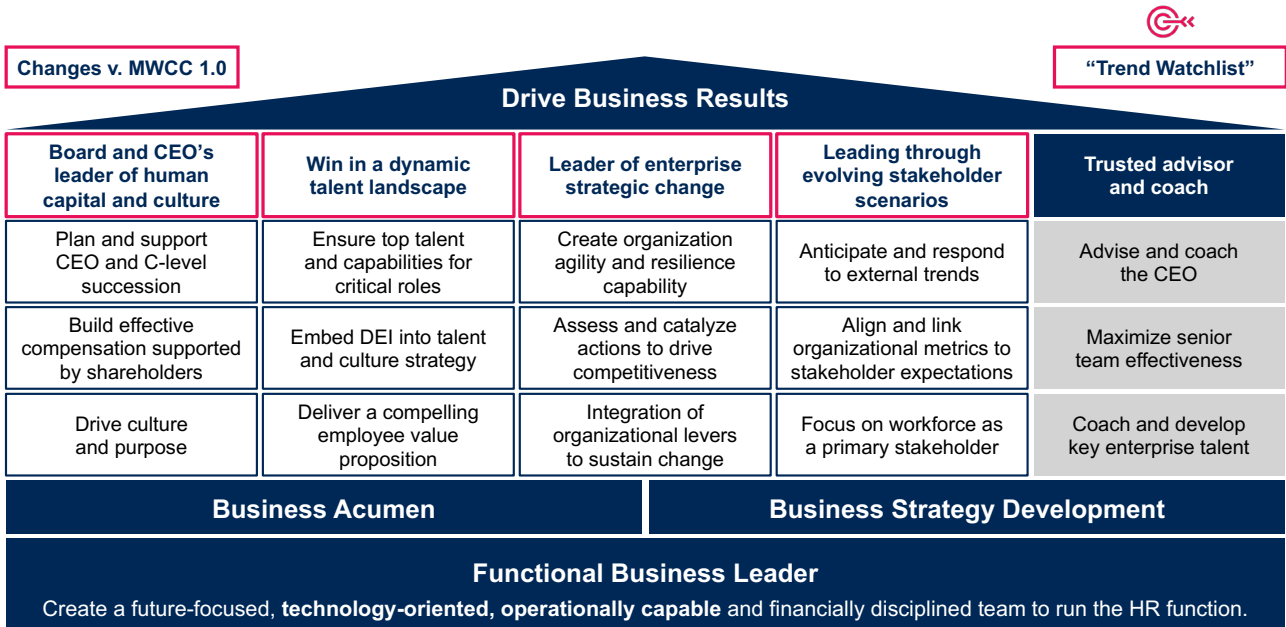 Changes v. MWCC 1.0
“Trend Watchlist”
Drive Business Results
Board and CEO’s
leader of human
capital and culture
Win in a dynamic
talent landscape
Leader of enterprise
strategic change
Leading through
evolving stakeholder
scenarios
Trusted advisor
and coach
Plan and support
CEO and C-level
succession
Ensure top talent
and capabilities for
critical roles
Create organization
agility and resilience
capability
Anticipate and respond
to external trends
Advise and coach
the CEO
Build effective
compensation supported
by shareholders
Embed DEI into talent
and culture strategy
Assess and catalyze
actions to drive
competitiveness
Align and link
organizational metrics to
stakeholder expectations
Maximize senior
team effectiveness
Drive culture
and purpose
Deliver a compelling
employee value
proposition
Integration of
organizational levers
to sustain change
Focus on workforce as
a primary stakeholder
Coach and develop
key enterprise talent
Business Acumen
Business Strategy Development
Functional Business Leader
Create a future-focused, technology-oriented, operationally capable and financially disciplined team to run the HR function.